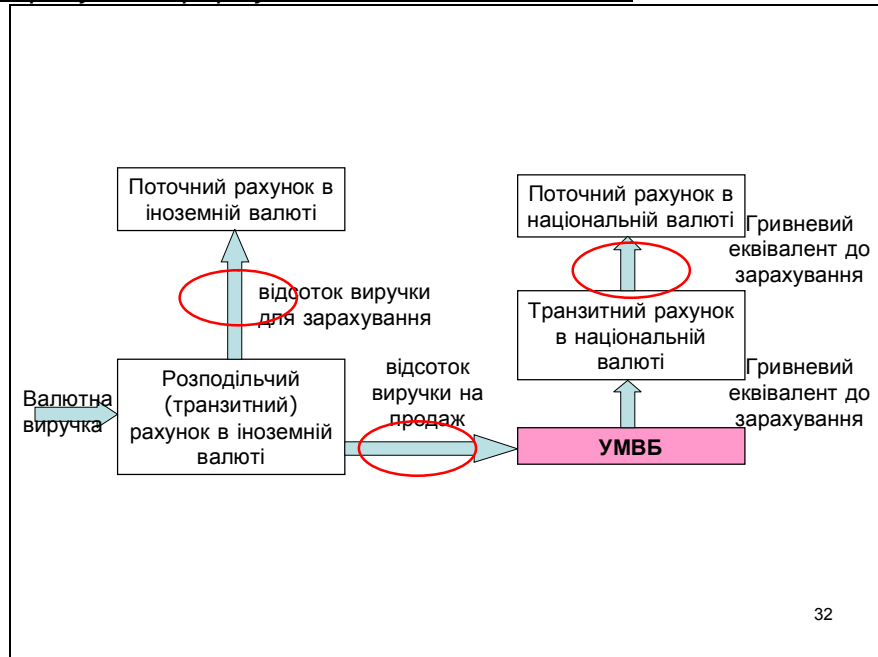 Поточний рахунок в
іноземній валюті
Поточний рахунок в
національній валюті
Гривневий
еквівалент до
зарахування
відсоток виручки
для зарахування
Транзитний рахунок
в національній
валюті
Валютна
виручка
Розподільчий
(транзитний)
рахунок в іноземній
валюті
відсоток
виручки на
продаж
Гривневий
еквівалент до
зарахування
УМВБ
32